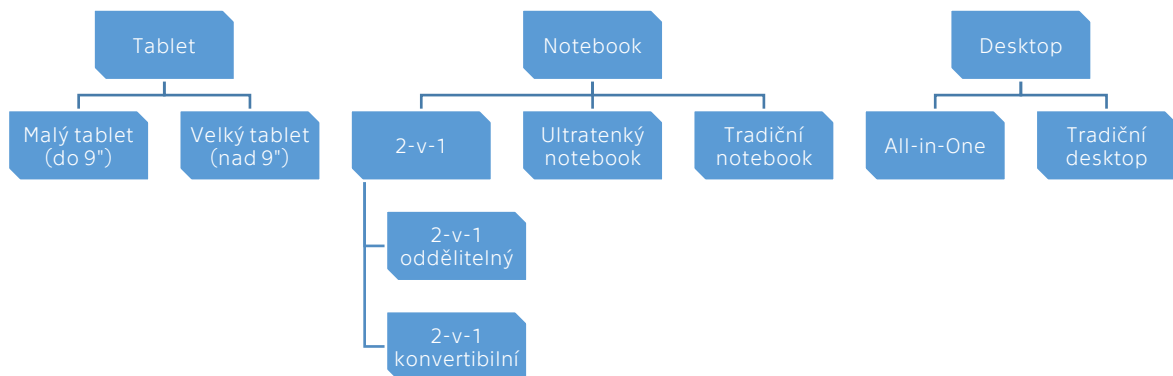 Tablet
Notebook
Desktop
Malý tablet
(do 9")
Velký tablet
(nad 9")
2-v-1
Ultratenký
notebook
Tradiční
notebook
All-in-One
Tradiční
desktop
2-v-1
oddělitelný
2-v-1
konvertibilní